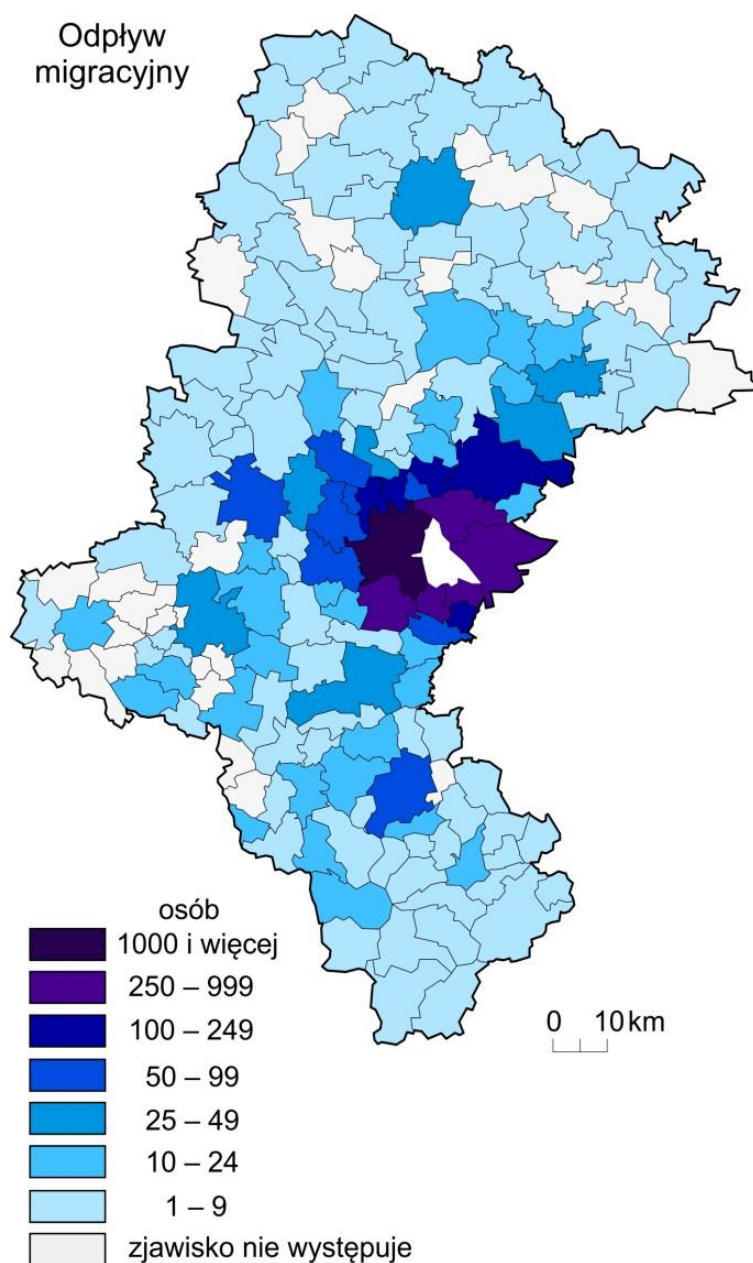 Odpływ
migracyjny
osób
1000 i więcej
250 – 999
100 – 249
50 – 99
25 – 49
10 – 24
1 – 9
zjawisko nie występuje
0 10 km